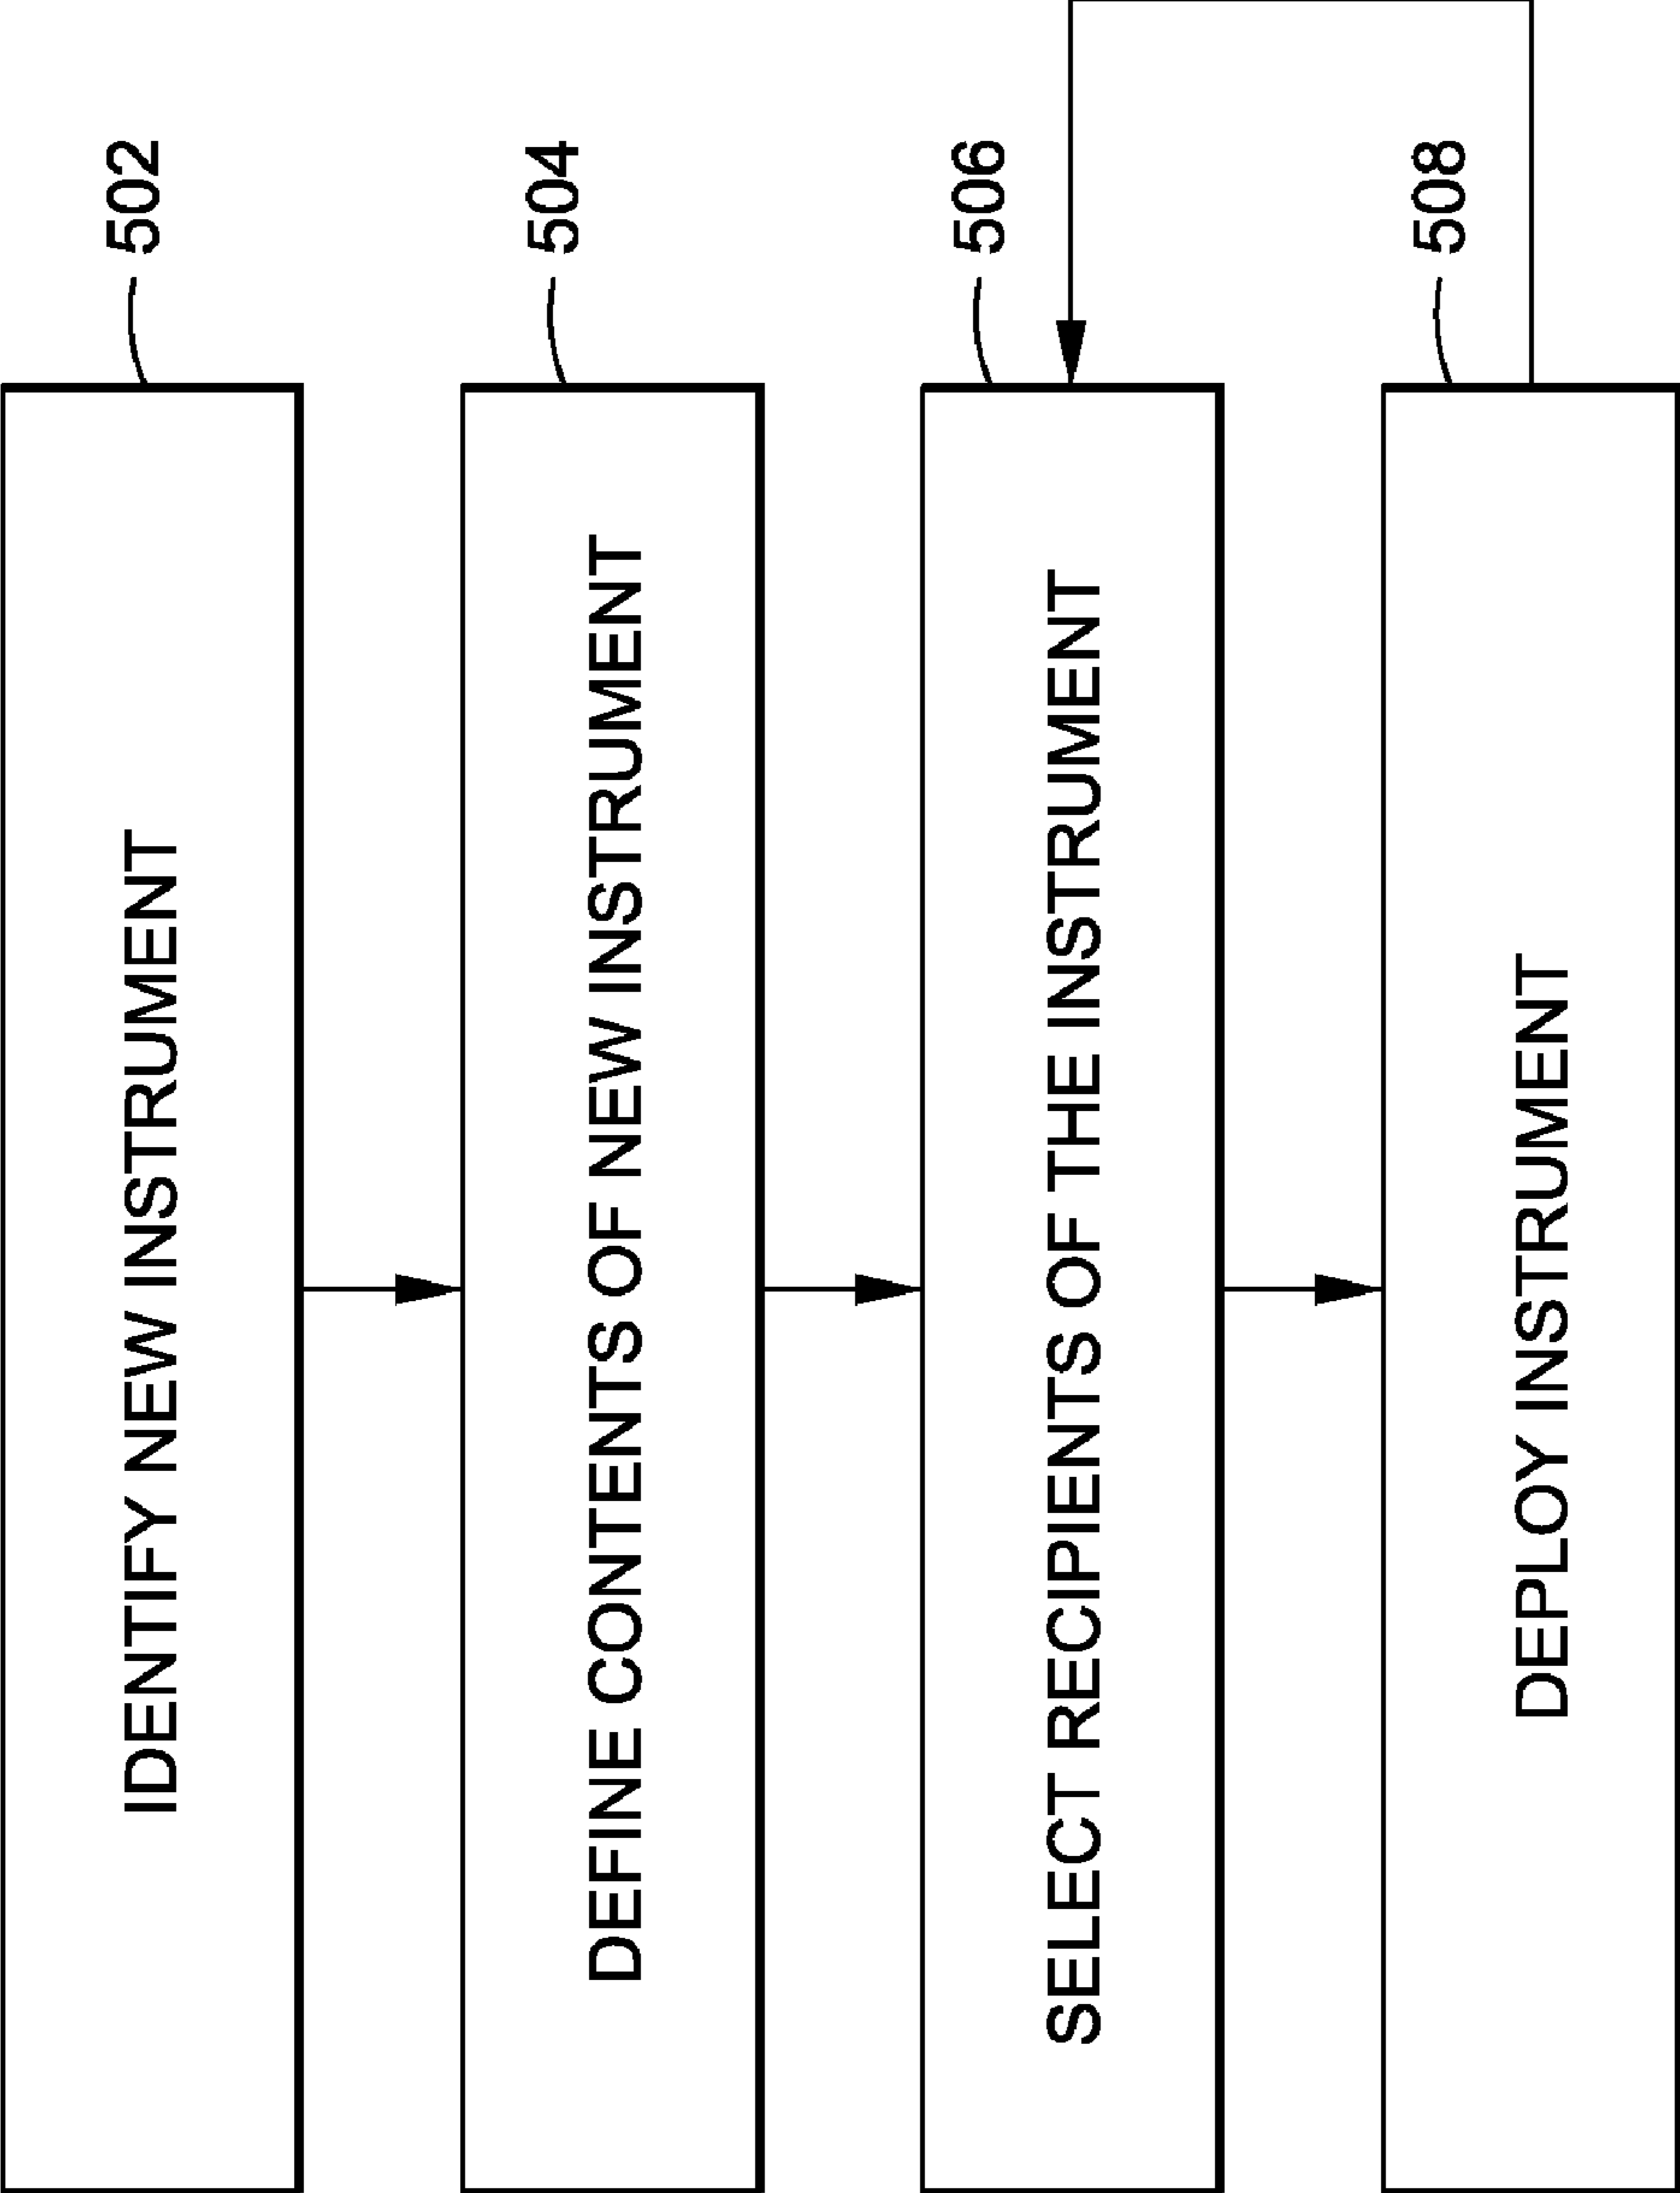 502
IDENTIFY NEW INSTRUMENT
504
DEFINE CONTENTS OF NEW INSTRUMENT
506
SELECT RECIPIENTS OF THE INSTRUMENT
508
DEPLOY INSTRUMENT